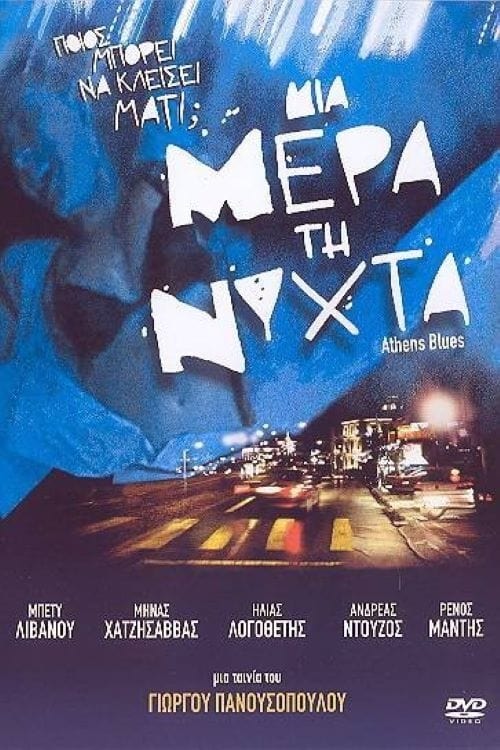 ΠΟΙΟΣ
ΜΠΟΡΕΙ
ΝΑ ΚΛΕΙΣΕΙ
ΜΑΤΙ;
ΜΙΑ
ΜΕΡΑ
ΤΗ
ΝΥΧΤΑ
Athens Blues
ΜΠΕΤΥ ΛΙΒΑΝΟΥ
ΜΗΝΑΣ ΧΑΤΖΗΣΑΒΒΑΣ
ΗΛΙΑΣ ΛΟΓΟΘΕΤΗΣ
ΑΝΔΡΕΑΣ ΝΤΟΥΖΟΣ
ΡΕΝΟΣ ΜΑΝΤΗΣ
μια ταινία του
ΓΙΩΡΓΟΥ ΠΑΝΟΥΣΟΠΟΥΛΟΥ
DVD
VIDEO